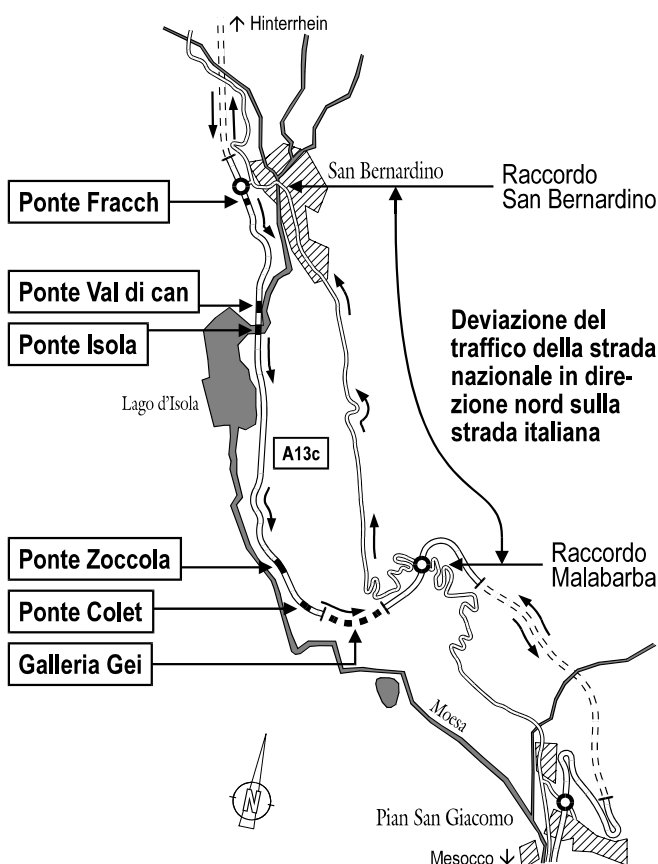 ↑ Hinterrhein
San Bernardino
Raccordo
San Bernardino
Ponte Fracch
Ponte Val di can
Ponte Isola
Deviazione del
traffico della strada
nazionale in dire-
zione nord sulla
strada italiana
Lago d'Isola
A13c
Ponte Zoccola
Raccordo
Malabarba
Ponte Colet
Galleria Gei
Moesa
N
Pian San Giacomo
Mesocco ↓